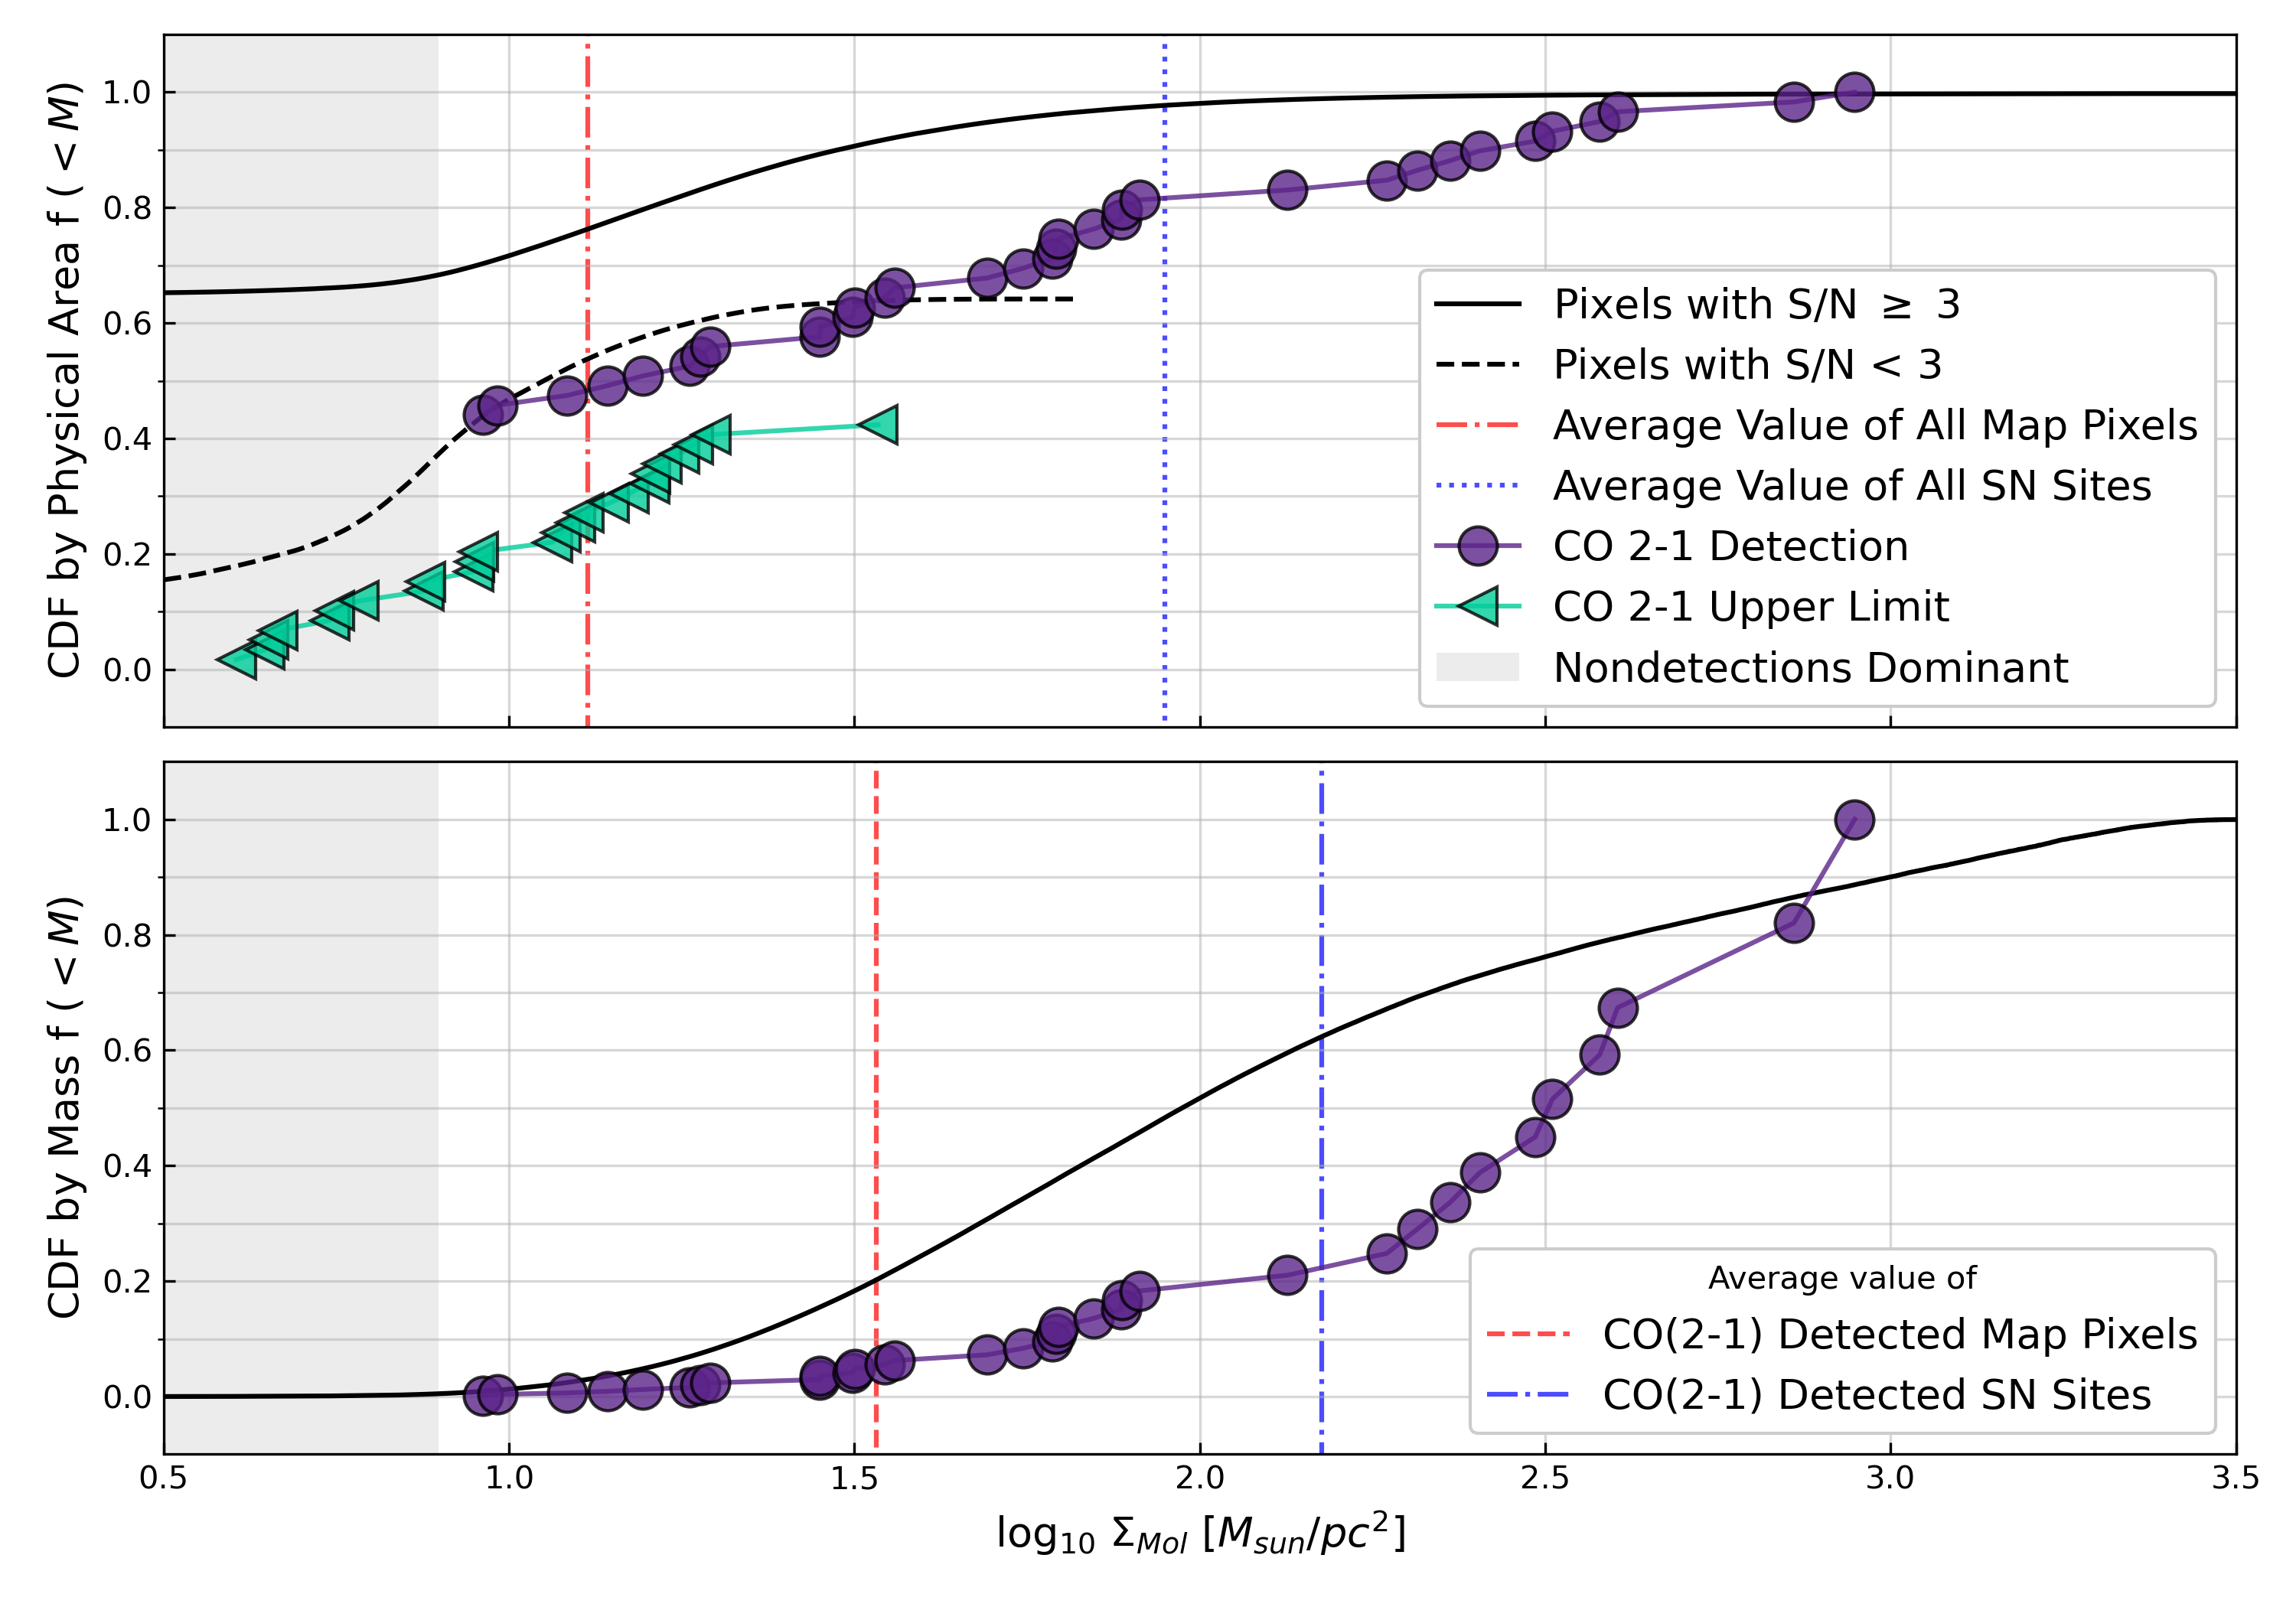 CDF by Physical Area f ( < M)
1.0
0.8
0.6
0.4
0.2
0.0
Pixels with S/N ≥ 3
Pixels with S/N < 3
Average Value of All Map Pixels
Average Value of All SN Sites
CO 2-1 Detection
CO 2-1 Upper Limit
Nondetections Dominant
CDF by Mass f ( < M)
1.0
0.8
0.6
0.4
0.2
0.0
Average value of
CO(2-1) Detected Map Pixels
CO(2-1) Detected SN Sites
0.5 1.0 1.5 2.0 2.5 3.0 3.5
log₁₀ Σ_Mol [M_sun/pc²]